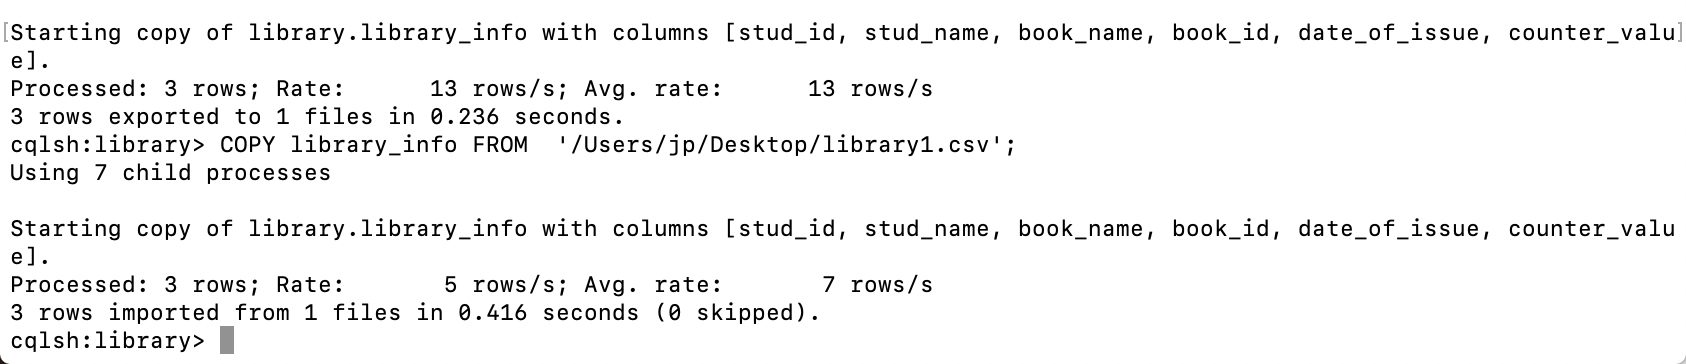 [Starting copy of library.library_info with columns [stud_id, stud_name, book_name, book_id, date_of_issue, counter_valu]
e].
Processed: 3 rows; Rate:      13 rows/s; Avg. rate:      13 rows/s
3 rows exported to 1 files in 0.236 seconds.
cqlsh:library> COPY library_info FROM  '/Users/jp/Desktop/library1.csv';
Using 7 child processes

Starting copy of library.library_info with columns [stud_id, stud_name, book_name, book_id, date_of_issue, counter_valu
e].
Processed: 3 rows; Rate:       5 rows/s; Avg. rate:       7 rows/s
3 rows imported from 1 files in 0.416 seconds (0 skipped).
cqlsh:library>